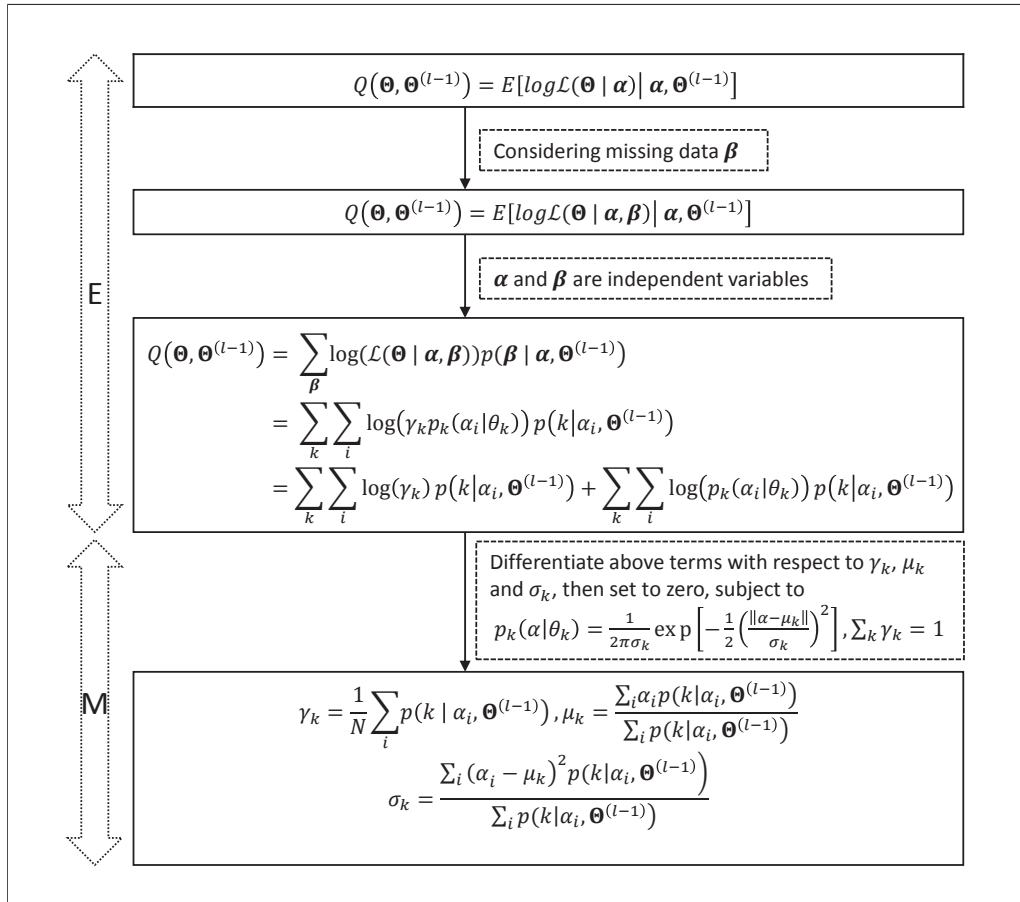 Q(𝚯, 𝚯^(l−1)) = E[logℒ(𝚯 | 𝜶)| 𝜶, 𝚯^(l−1)]
Considering missing data 𝜷
Q(𝚯, 𝚯^(l−1)) = E[logℒ(𝚯 | 𝜶, 𝜷)| 𝜶, 𝚯^(l−1)]
𝜶 and 𝜷 are independent variables
E
Q(𝚯, 𝚯^(l−1)) = ∑_𝜷 log(ℒ(𝚯 | 𝜶, 𝜷))p(𝜷 | 𝜶, 𝚯^(l−1))
= ∑_k ∑_i log(γ_k p_k(α_i|θ_k)) p(k|α_i, 𝚯^(l−1))
= ∑_k ∑_i log(γ_k) p(k|α_i, 𝚯^(l−1)) + ∑_k ∑_i log(p_k(α_i|θ_k)) p(k|α_i, 𝚯^(l−1))
Differentiate above terms with respect to γ_k, μ_k
and σ_k, then set to zero, subject to
p_k(α|θ_k) = 1/(2πσ_k) exp[−1/2 (‖α−μ_k‖/σ_k)^2], ∑_k γ_k = 1
M
γ_k = 1/N ∑_i p(k | α_i, 𝚯^(l−1)) , μ_k = ∑_i α_i p(k|α_i, 𝚯^(l−1)) / ∑_i p(k|α_i, 𝚯^(l−1))
σ_k = ∑_i (α_i − μ_k)^2 p(k|α_i, 𝚯^(l−1)) / ∑_i p(k|α_i, 𝚯^(l−1))